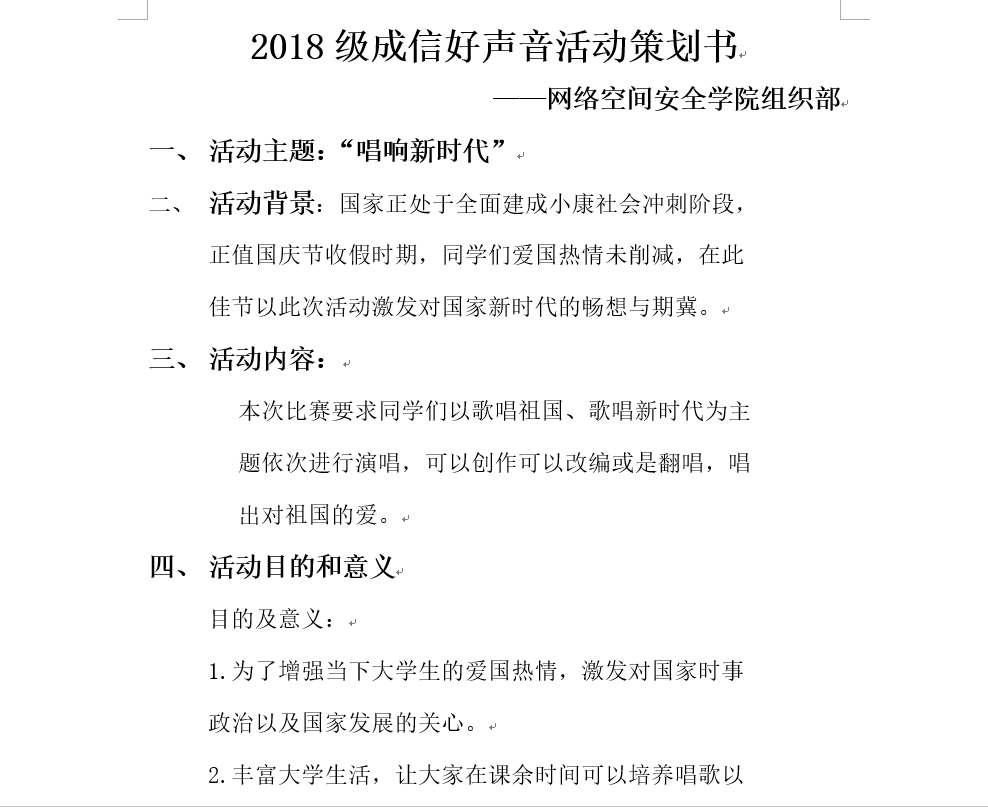 2018 级成信好声音活动策划书
——网络空间安全学院组织部
一、 活动主题：“唱响新时代”
二、 活动背景：国家正处于全面建成小康社会冲刺阶段，
正值国庆节收假时期，同学们爱国热情未削减，在此
佳节以此次活动激发对国家新时代的畅想与期冀。
三、 活动内容：
本次比赛要求同学们以歌唱祖国、歌唱新时代为主
题依次进行演唱，可以创作可以改编或是翻唱，唱
出对祖国的爱。
四、 活动目的和意义
目的及意义：
1.为了增强当下大学生的爱国热情，激发对国家时事
政治以及国家发展的关心。
2.丰富大学生活，让大家在课余时间可以培养唱歌以